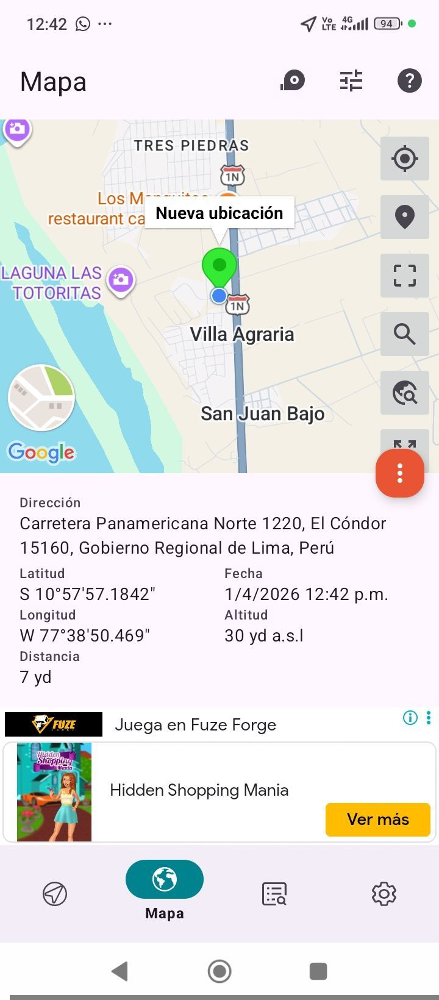 12:42
Vo LTE
4G
94
Mapa
TRES PIEDRAS
1N
Los
restaurant ca
Nueva ubicación
LAGUNA LAS
TOTORITAS
1N
Villa Agraria
San Juan Bajo
Google
Dirección
Carretera Panamericana Norte 1220, El Cóndor
15160, Gobierno Regional de Lima, Perú
Latitud
Fecha
S 10°57'57.1842"
1/4/2026 12:42 p.m.
Longitud
Altitud
W 77°38'50.469"
30 yd a.s.l
Distancia
7 yd
FUZE
FORGE
Juega en Fuze Forge
Hidden
Shopping
Mania
Hidden Shopping Mania
Ver más
Mapa